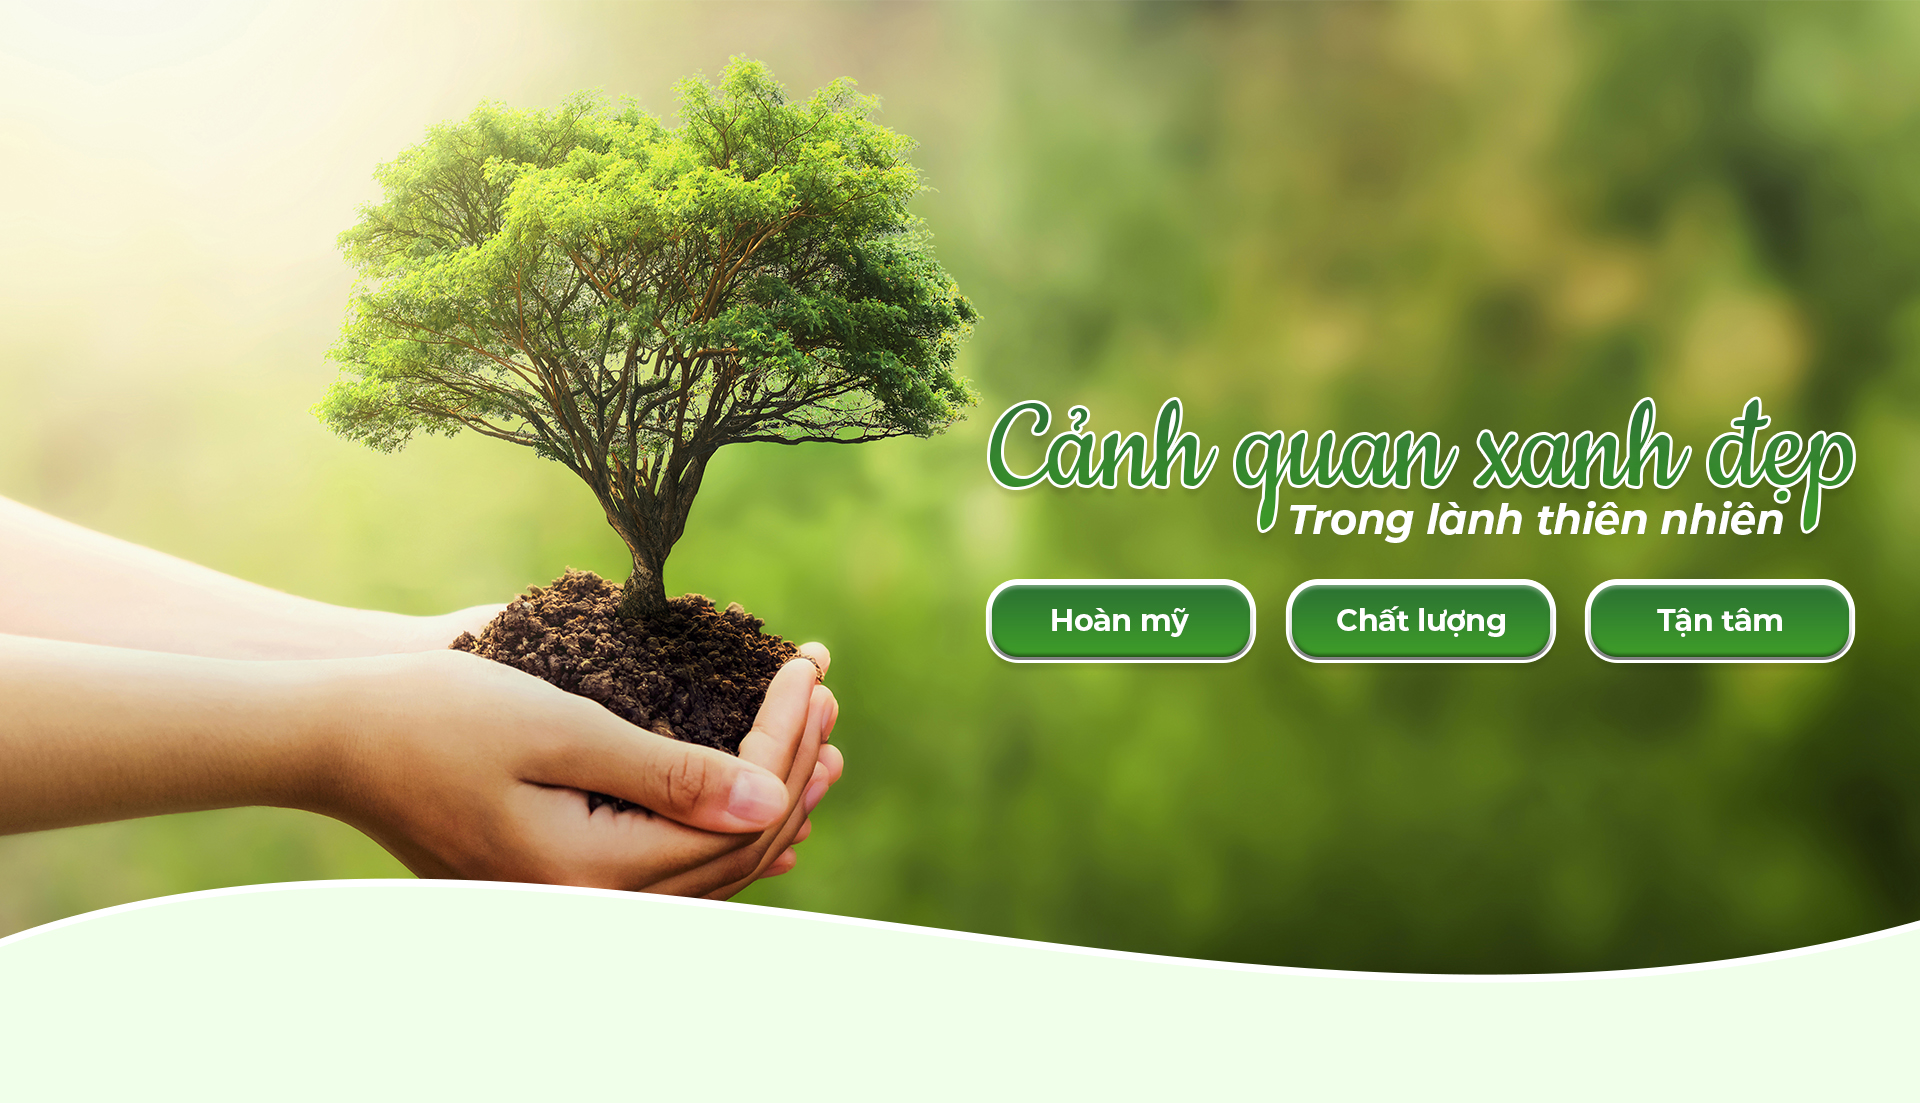 Cảnh quan xanh đẹp
Trong lành thiên nhiên
Hoàn mỹ
Chất lượng
Tận tâm